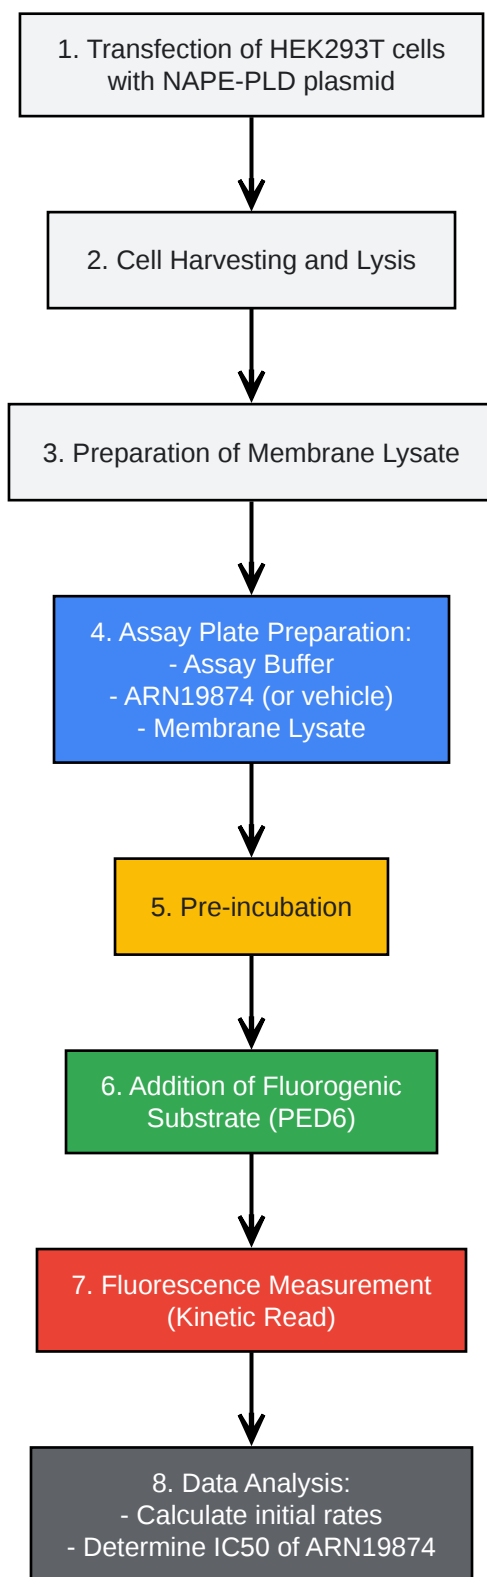 1. Transfection of HEK293T cells
with NAPE-PLD plasmid
2. Cell Harvesting and Lysis
3. Preparation of Membrane Lysate
4. Assay Plate Preparation:
- Assay Buffer
- ARN19874 (or vehicle)
- Membrane Lysate
5. Pre-incubation
6. Addition of Fluorogenic
Substrate (PED6)
7. Fluorescence Measurement
(Kinetic Read)
8. Data Analysis:
- Calculate initial rates
- Determine IC50 of ARN19874